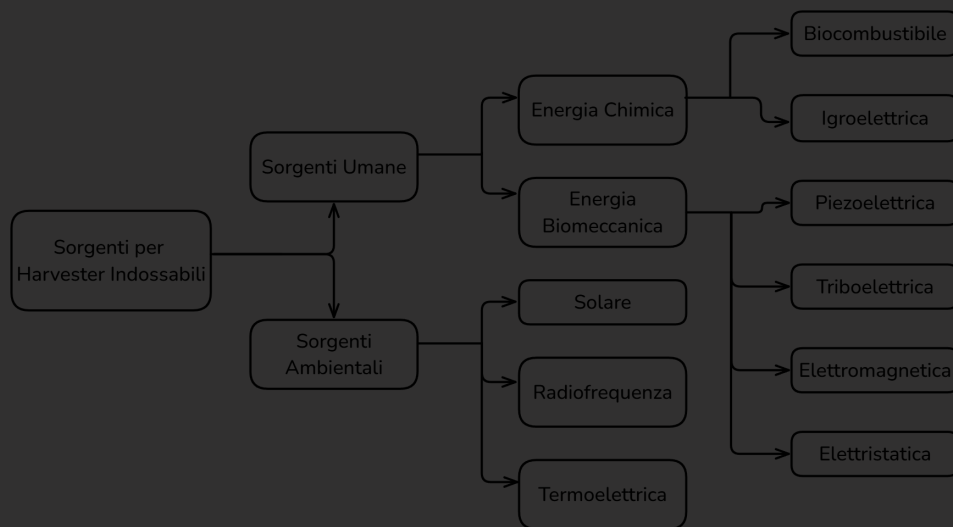 Biocombustibile
Energia Chimica
Igroelettrica
Sorgenti Umane
Energia
Biomeccanica
Piezoelettrica
Sorgenti per
Harvester Indossabili
Triboelettrica
Solare
Sorgenti
Ambientali
Elettromagnetica
Radiofrequenza
Elettristatica
Termoelettrica